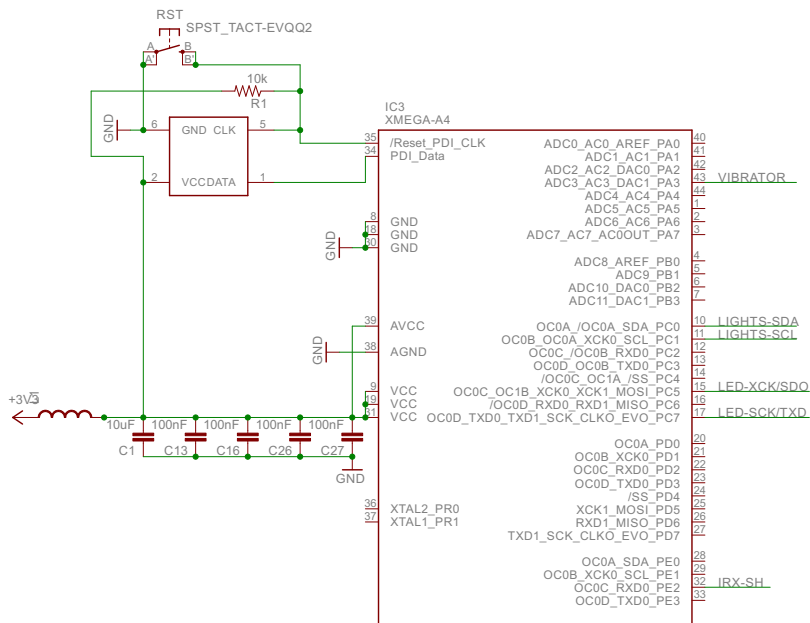 RST
SPST_TACT-EVQQ2
A
B
A'
B'
10k
R1
GND
6
GND CLK
5
2
VCCDATA
1
IC3
XMEGA-A4
35
/Reset_PDI_CLK
34
PDI_Data
8
GND
18
GND
30
GND
GND
39
AVCC
38
AGND
GND
9
VCC
19
VCC
31
VCC
+3V3
10uF
100nF
100nF
100nF
100nF
C1
C13
C16
C26
C27
GND
36
XTAL2_PR0
37
XTAL1_PR1
ADC0_AC0_AREF_PA0
40
ADC1_AC1_PA1
41
ADC2_AC2_DAC0_PA2
42
ADC3_AC3_DAC1_PA3
43
VIBRATOR
ADC4_AC4_PA4
44
ADC5_AC5_PA5
1
ADC6_AC6_PA6
2
ADC7_AC7_AC0OUT_PA7
3
ADC8_AREF_PB0
4
ADC9_PB1
5
ADC10_DAC0_PB2
6
ADC11_DAC1_PB3
7
OC0A_/OC0A_SDA_PC0
10
LIGHTS-SDA
OC0B_OC0A_XCK0_SCL_PC1
11
LIGHTS-SCL
OC0C_/OC0B_RXD0_PC2
12
OC0D_OC0B_TXD0_PC3
13
/OC0C_OC1A_/SS_PC4
14
OC0C_OC1B_XCK0_XCK1_MOSI_PC5
15
LED-XCK/SDO
/OC0D_RXD0_RXD1_MISO_PC6
16
OC0D_TXD0_TXD1_SCK_CLKO_EVO_PC7
17
LED-SCK/TXD
OC0A_PD0
20
OC0B_XCK0_PD1
21
OC0C_RXD0_PD2
22
OC0D_TXD0_PD3
23
/SS_PD4
24
XCK1_MOSI_PD5
25
RXD1_MISO_PD6
26
TXD1_SCK_CLKO_EVO_PD7
27
OC0A_SDA_PE0
28
OC0B_XCK0_SCL_PE1
29
OC0C_RXD0_PE2
32
IRX-SH
OC0D_TXD0_PE3
33